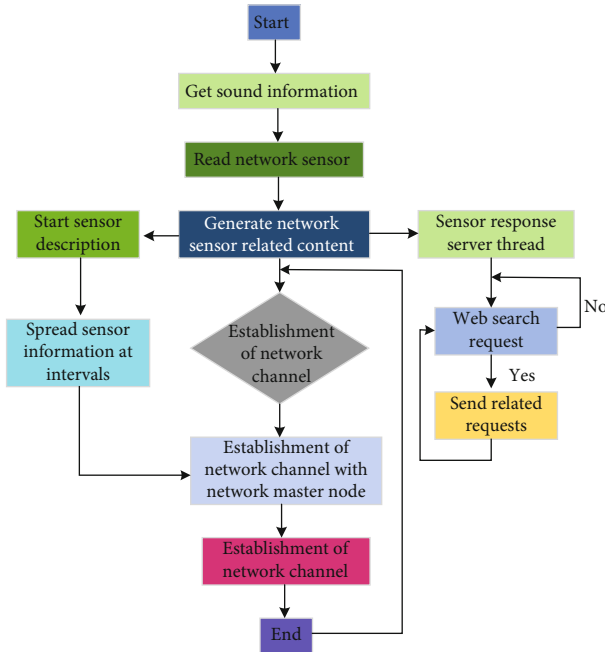 Start
Get sound information
Read network sensor
Start sensor
description
Generate network
sensor related content
Sensor response
server thread
Spread sensor
information at
intervals
Establishment
of network
channel
Web search
request
No
Yes
Send related
requests
Establishment of
network channel with
network master node
Establishment of
network channel
End